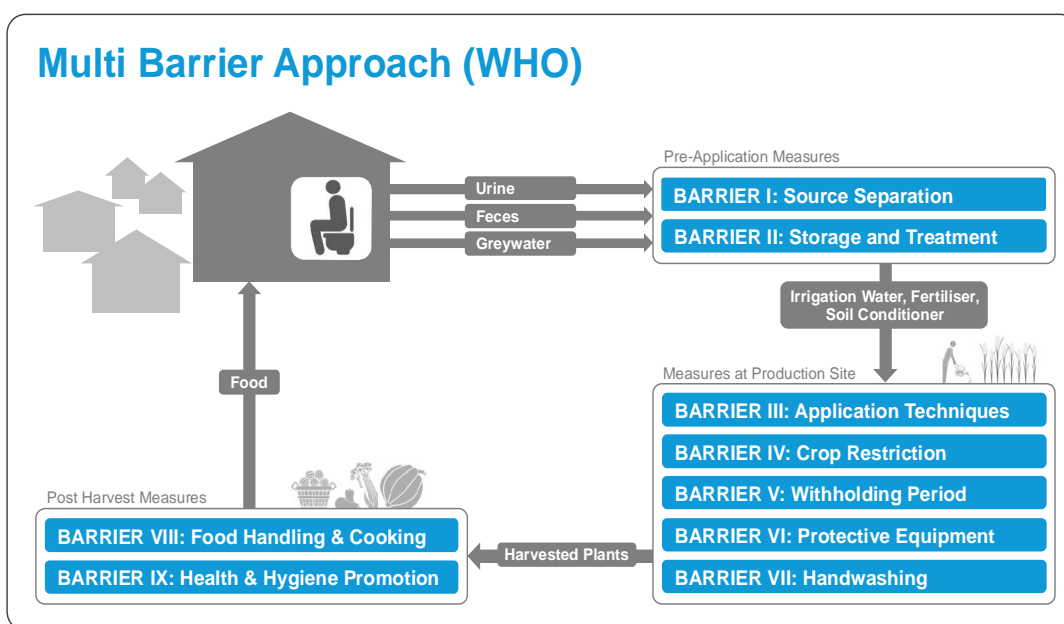 Multi Barrier Approach (WHO)
Pre-Application Measures
Urine
Feces
Greywater
BARRIER I: Source Separation
BARRIER II: Storage and Treatment
Irrigation Water, Fertiliser,
Soil Conditioner
Measures at Production Site
BARRIER III: Application Techniques
BARRIER IV: Crop Restriction
BARRIER V: Withholding Period
BARRIER VI: Protective Equipment
BARRIER VII: Handwashing
Harvested Plants
Post Harvest Measures
BARRIER VIII: Food Handling & Cooking
BARRIER IX: Health & Hygiene Promotion
Food